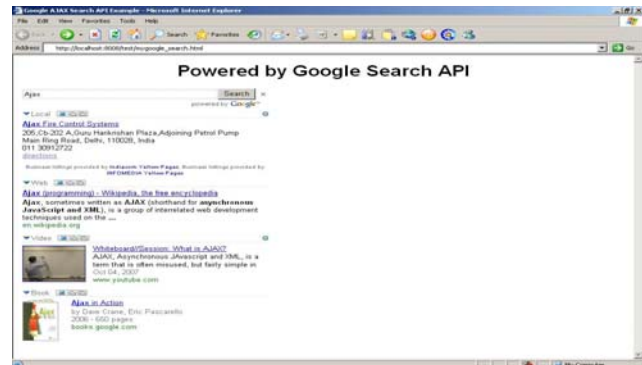 Google AJAX Search API Example - Microsoft Internet Explorer
File Edit View Favorites Tools Help
Search Favorites
Address http://localhost:8080/test/mygoogle_search.html Go
Powered by Google Search API
Ajax Search ×
powered by Google™
Local
Ajax Fire Control Systems
205,Cb-202 A,Guru Harkrishan Plaza,Adjoining Petrol Pump
Main Ring Road, Delhi, 110028, India
011 30912722
directions
Business listings provided by Indiacom Yellow Pages Business listings provided by
INFOMEDIA Yellow Pages
Web
Ajax (programming) - Wikipedia, the free encyclopedia
Ajax, sometimes written as AJAX (shorthand for asynchronous
JavaScript and XML), is a group of interrelated web development
techniques used on the ...
en.wikipedia.org
Video
Whiteboard//Session: What is AJAX?
AJAX, Asynchronous JAvascript and XML, is a
term that is often misused, but fairly simple in
Oct 04, 2007
www.youtube.com
Book
Ajax in Action
by Dave Crane, Eric Pascarello
2006 - 650 pages
books.google.com
My Computer